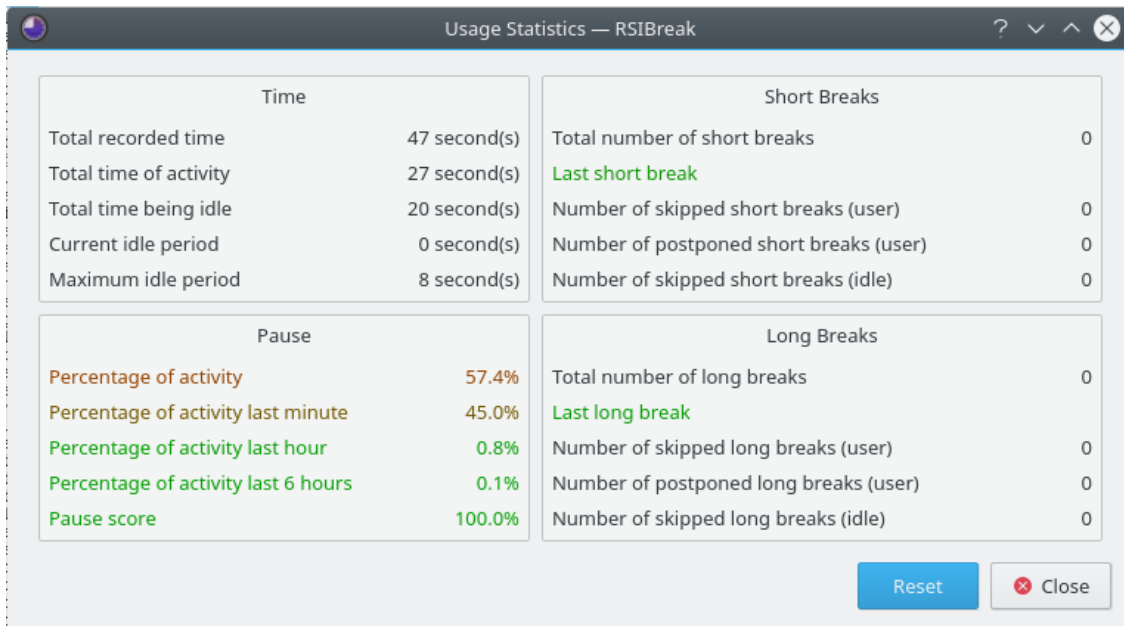 Usage Statistics — RSIBreak
Time
Total recorded time 47 second(s)
Total time of activity 27 second(s)
Total time being idle 20 second(s)
Current idle period 0 second(s)
Maximum idle period 8 second(s)
Short Breaks
Total number of short breaks 0
Last short break
Number of skipped short breaks (user) 0
Number of postponed short breaks (user) 0
Number of skipped short breaks (idle) 0
Pause
Percentage of activity 57.4%
Percentage of activity last minute 45.0%
Percentage of activity last hour 0.8%
Percentage of activity last 6 hours 0.1%
Pause score 100.0%
Long Breaks
Total number of long breaks 0
Last long break
Number of skipped long breaks (user) 0
Number of postponed long breaks (user) 0
Number of skipped long breaks (idle) 0
Reset
Close